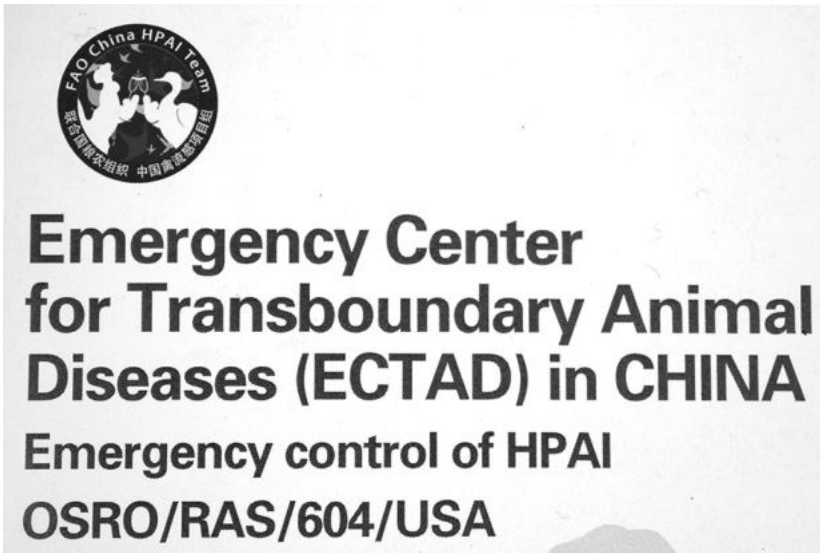 FAO China HPAI Team
联合国粮农组织 中国禽流感项目组
Emergency Center
for Transboundary Animal
Diseases (ECTAD) in CHINA
Emergency control of HPAI
OSRO/RAS/604/USA